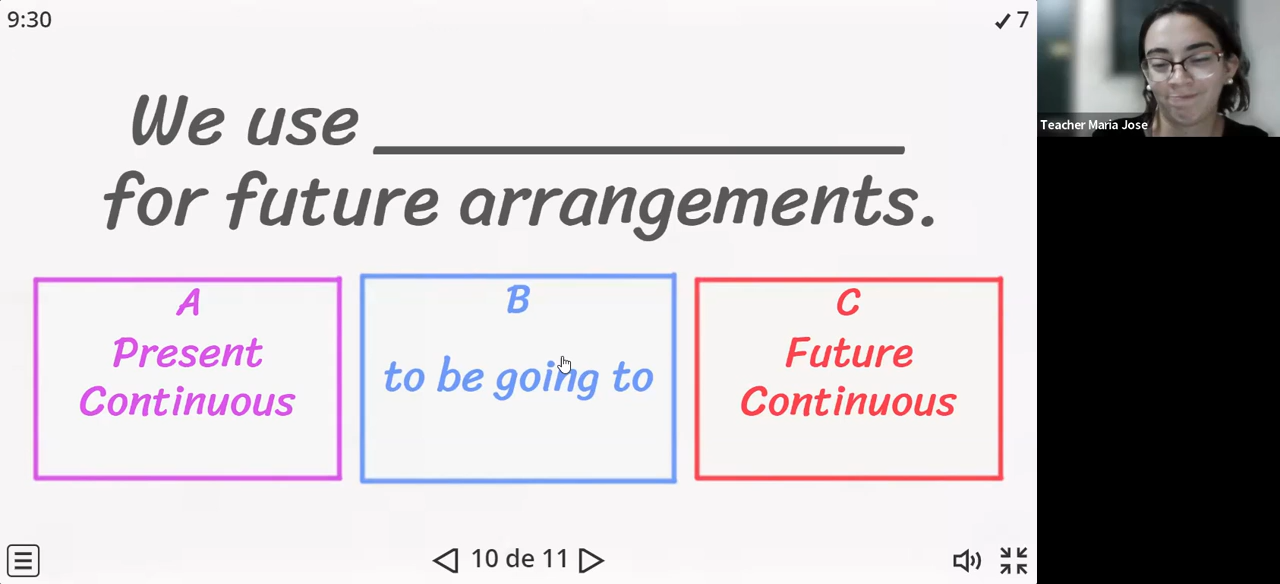 9:30
✓7
We use ____________
for future arrangements.
A
Present
Continuous
B
to be going to
C
Future
Continuous
10 de 11
Teacher Maria Jose